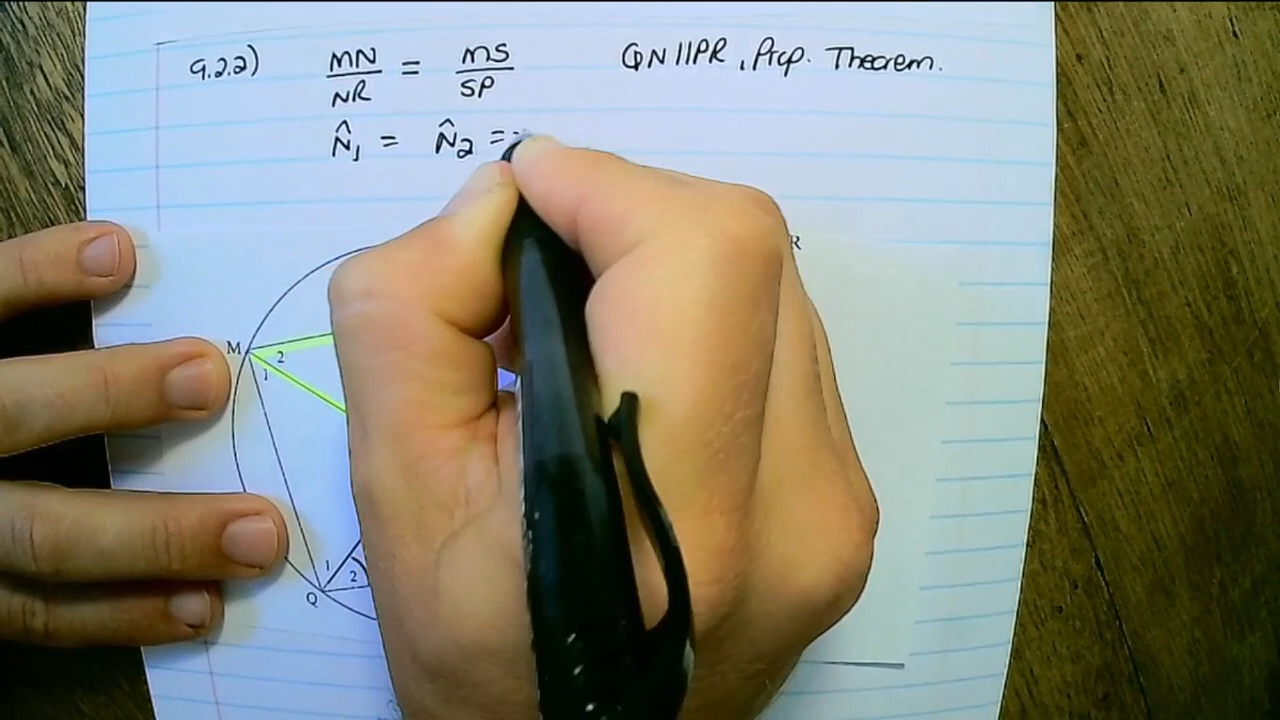 9.2.2) MN/NR = MS/SP QN||PR, Prop. Theorem.
N̂₁ = N̂₂ =
R
M 2
1
1
2
Q